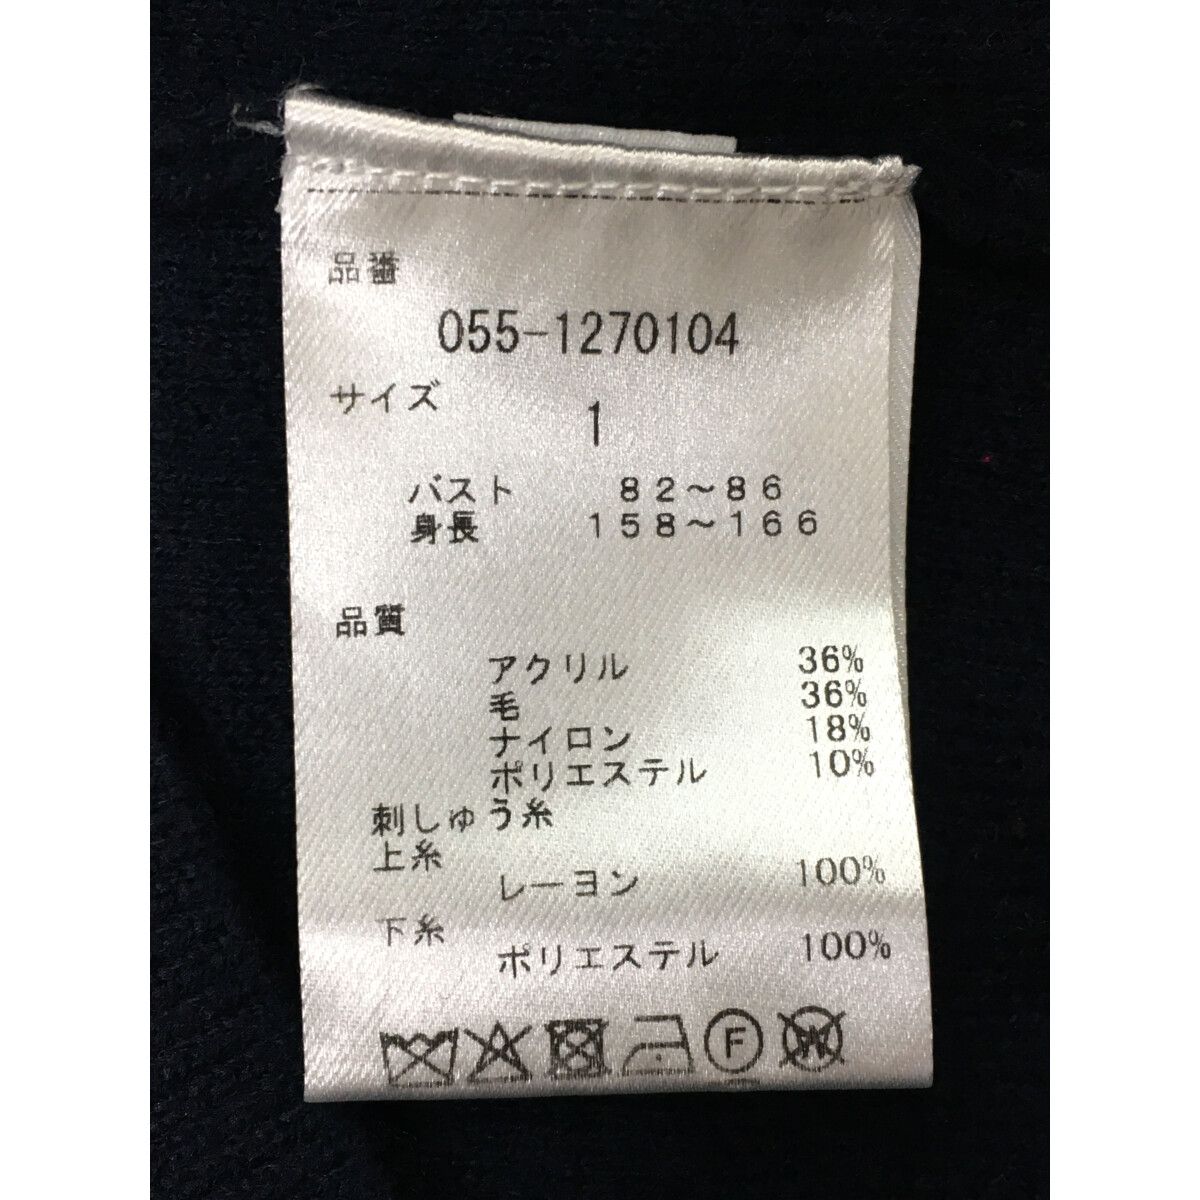 品番
055-1270104
サイズ
1
バスト 82～86
身長 158～166
品質
アクリル 36%
毛 36%
ナイロン 18%
ポリエステル 10%
刺しゅう糸
上糸
レーヨン 100%
下糸
ポリエステル 100%
F W